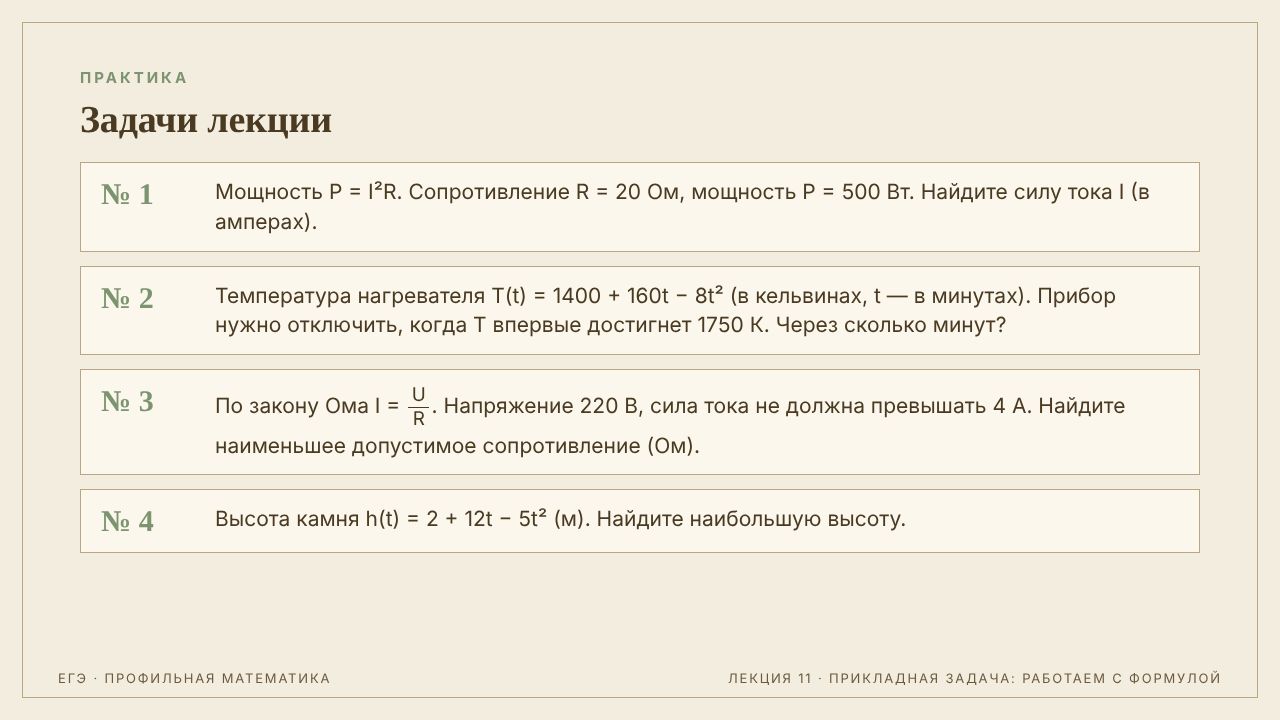 ПРАКТИКА
Задачи лекции
№ 1
Мощность P = I²R. Сопротивление R = 20 Ом, мощность P = 500 Вт. Найдите силу тока I (в
амперах).
№ 2
Температура нагревателя T(t) = 1400 + 160t − 8t² (в кельвинах, t — в минутах). Прибор
нужно отключить, когда T впервые достигнет 1750 К. Через сколько минут?
№ 3
По закону Ома I = U/R. Напряжение 220 В, сила тока не должна превышать 4 А. Найдите
наименьшее допустимое сопротивление (Ом).
№ 4
Высота камня h(t) = 2 + 12t − 5t² (м). Найдите наибольшую высоту.
ЕГЭ · ПРОФИЛЬНАЯ МАТЕМАТИКА
ЛЕКЦИЯ 11 · ПРИКЛАДНАЯ ЗАДАЧА: РАБОТАЕМ С ФОРМУЛОЙ